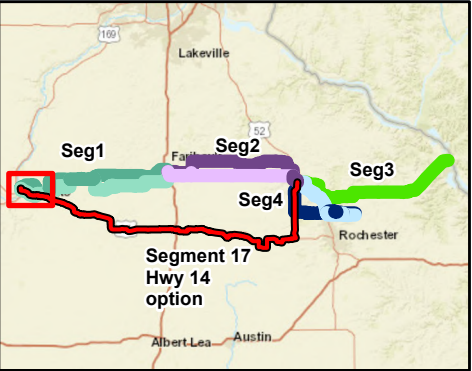 169
Lakeville
52
Seg1
Seg2
Seg3
Seg4
Rochester
Segment 17
Hwy 14
option
Albert Lea
Austin